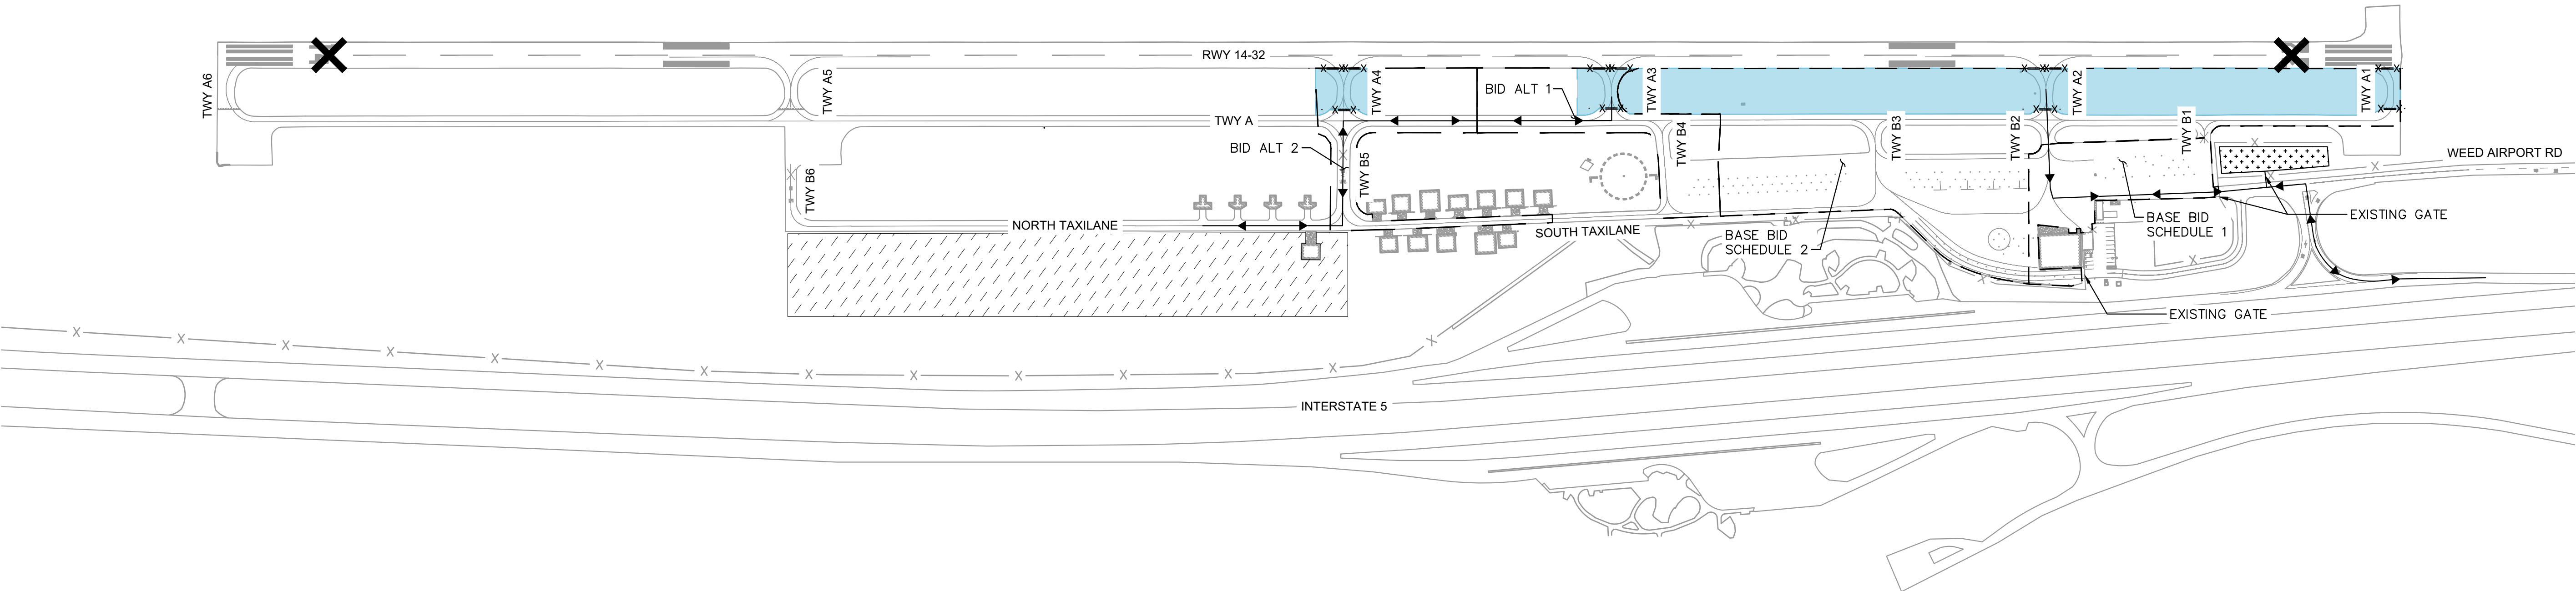 RWY 14-32
TWY A6
TWY A5
TWY A4
BID ALT 1
TWY A3
TWY A2
TWY A1
TWY A
BID ALT 2
TWY B6
TWY B5
TWY B4
TWY B3
TWY B2
TWY B1
WEED AIRPORT RD
NORTH TAXILANE
SOUTH TAXILANE
BASE BID
SCHEDULE 2
BASE BID
SCHEDULE 1
EXISTING GATE
EXISTING GATE
INTERSTATE 5